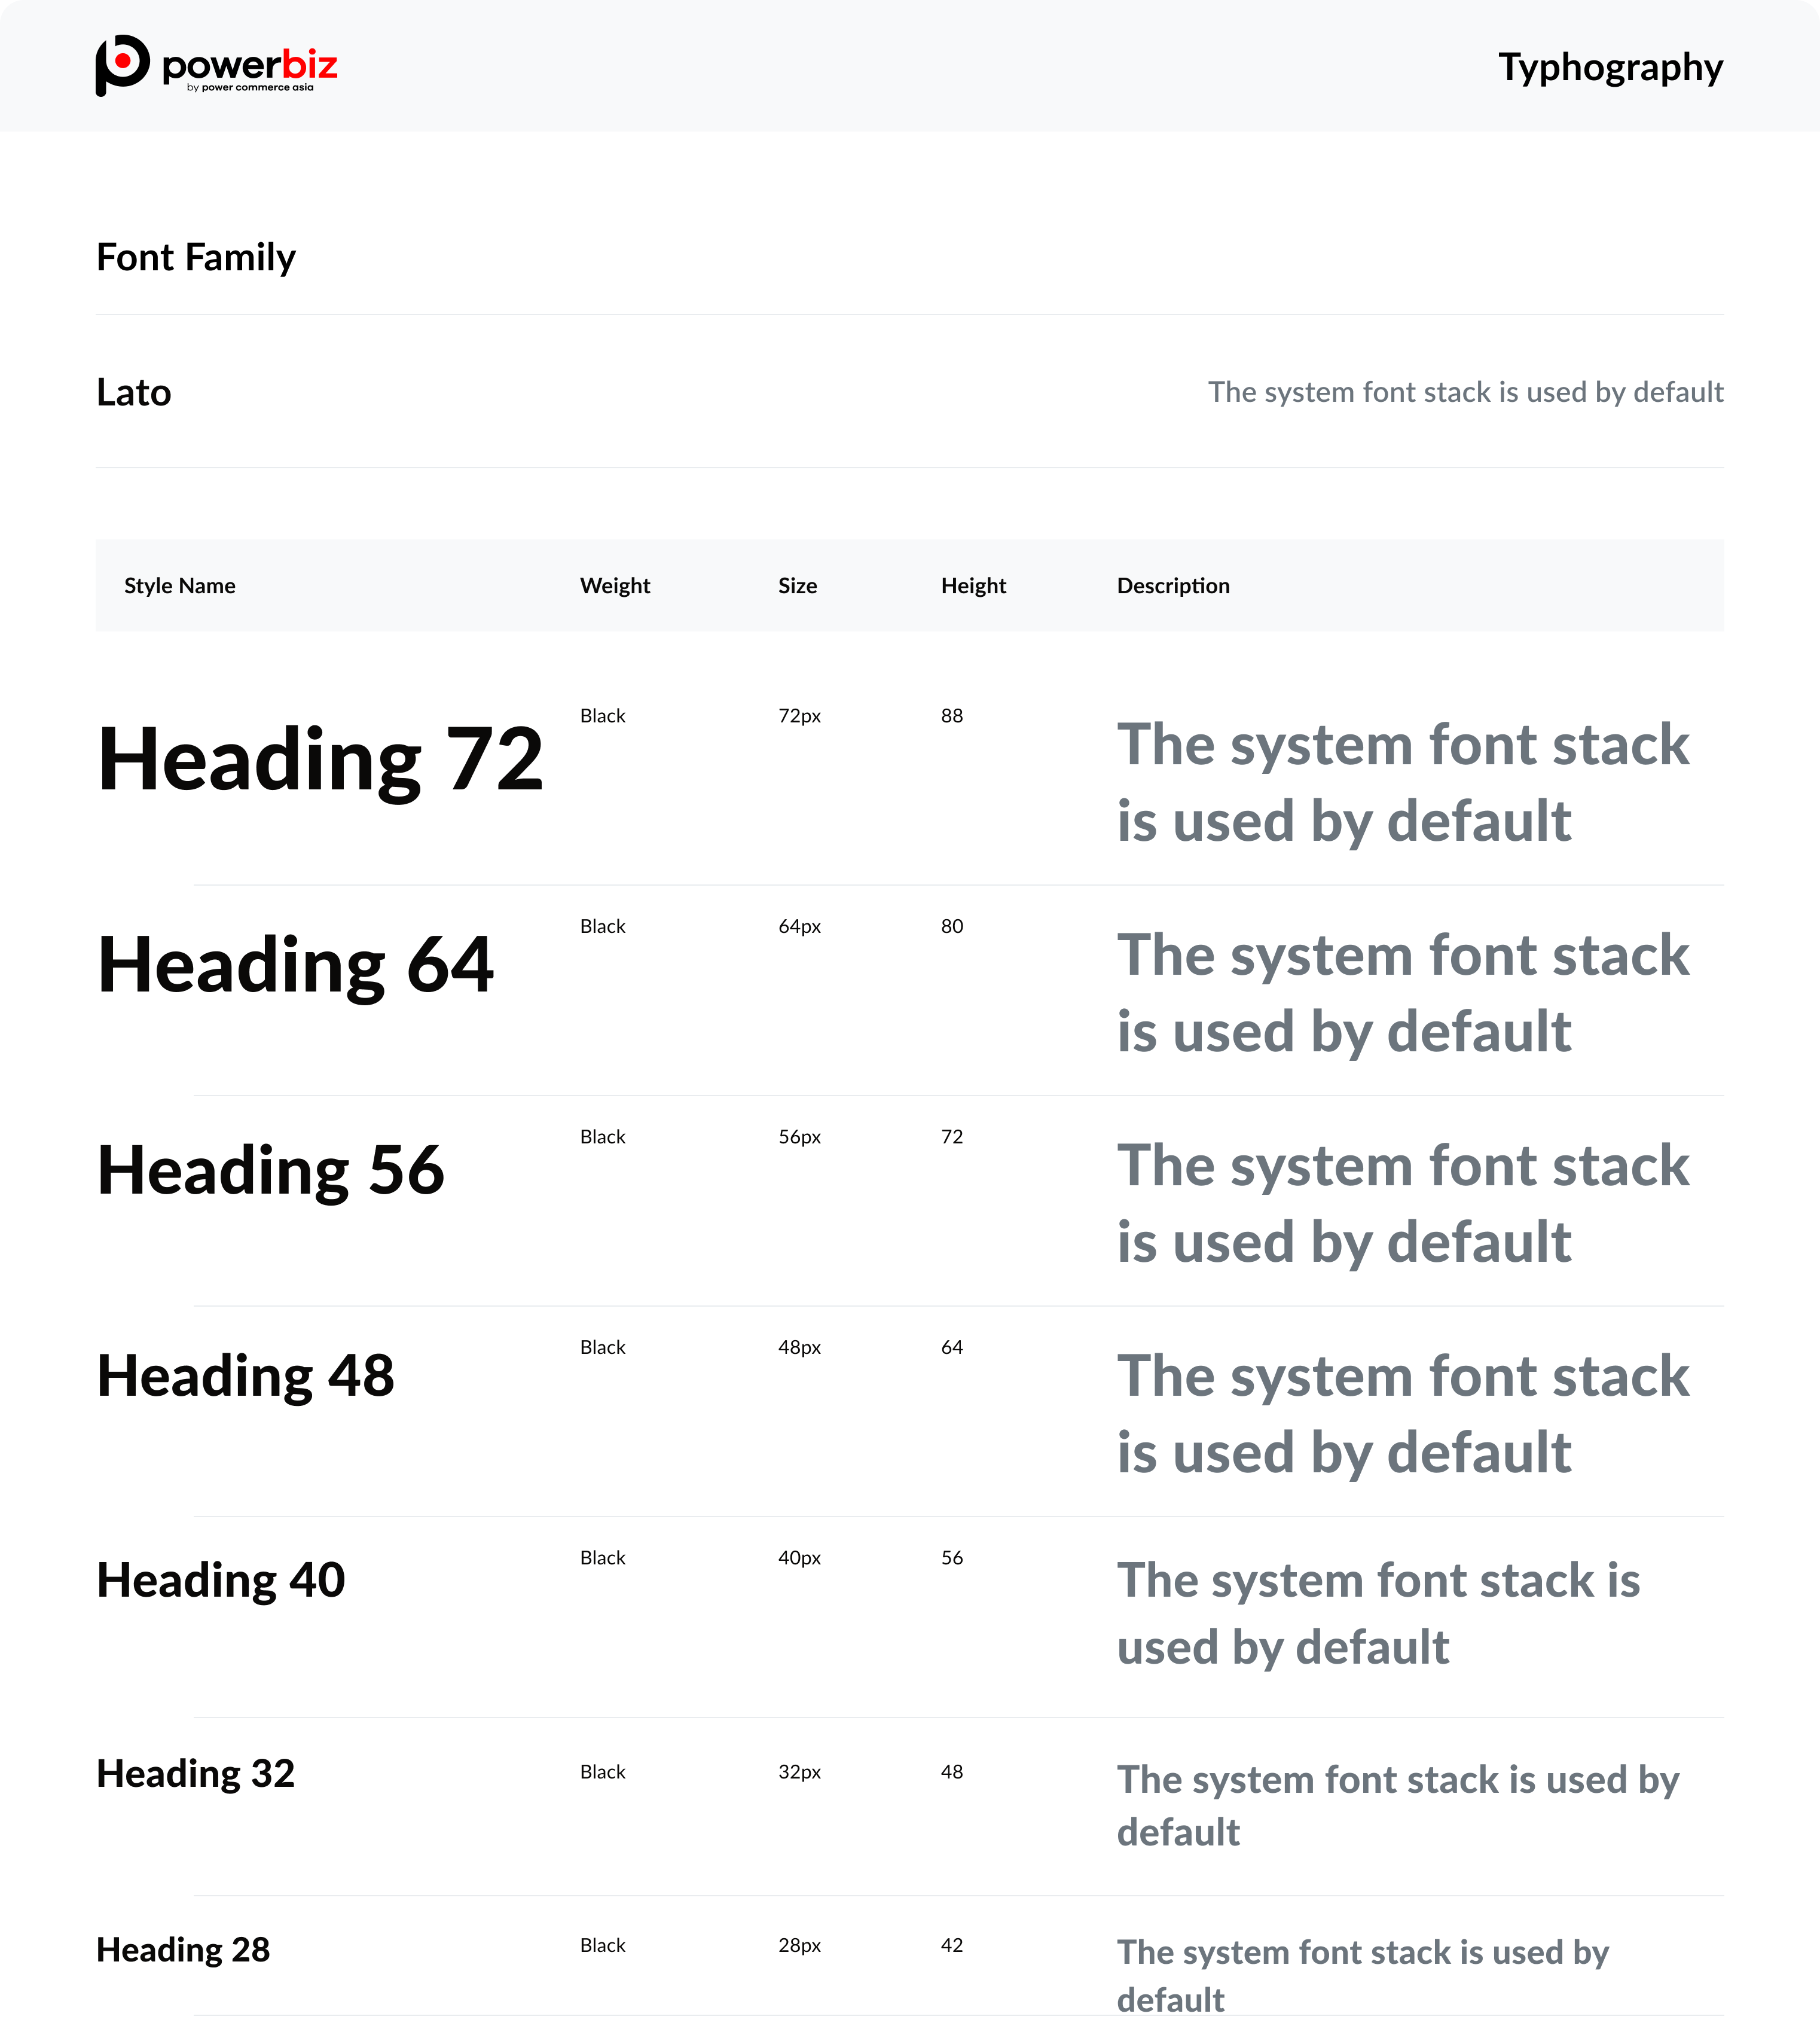 powerbiz
by power commerce asia
Typhography
Font Family
Lato
The system font stack is used by default
Style Name Weight Size Height Description
Heading 72 Black 72px 88 The system font stack
is used by default
Heading 64 Black 64px 80 The system font stack
is used by default
Heading 56 Black 56px 72 The system font stack
is used by default
Heading 48 Black 48px 64 The system font stack
is used by default
Heading 40 Black 40px 56 The system font stack is
used by default
Heading 32 Black 32px 48 The system font stack is used by
default
Heading 28 Black 28px 42 The system font stack is used by
default